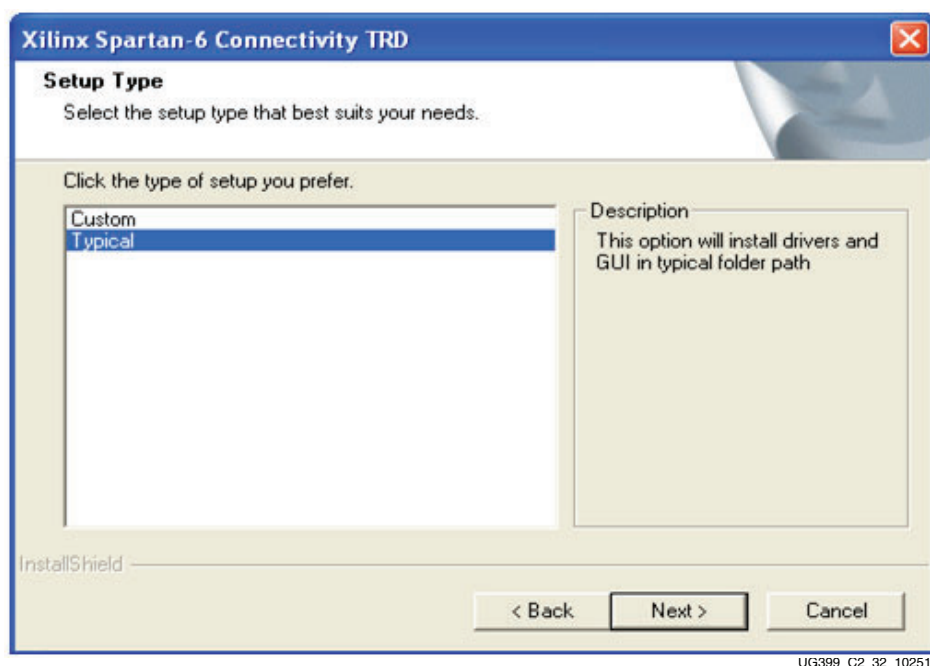 Xilinx Spartan-6 Connectivity TRD
Setup Type
Select the setup type that best suits your needs.
Click the type of setup you prefer.
Custom
Typical
Description
This option will install drivers and
GUI in typical folder path
InstallShield
< Back
Next >
Cancel
UG399_C2_32_10251